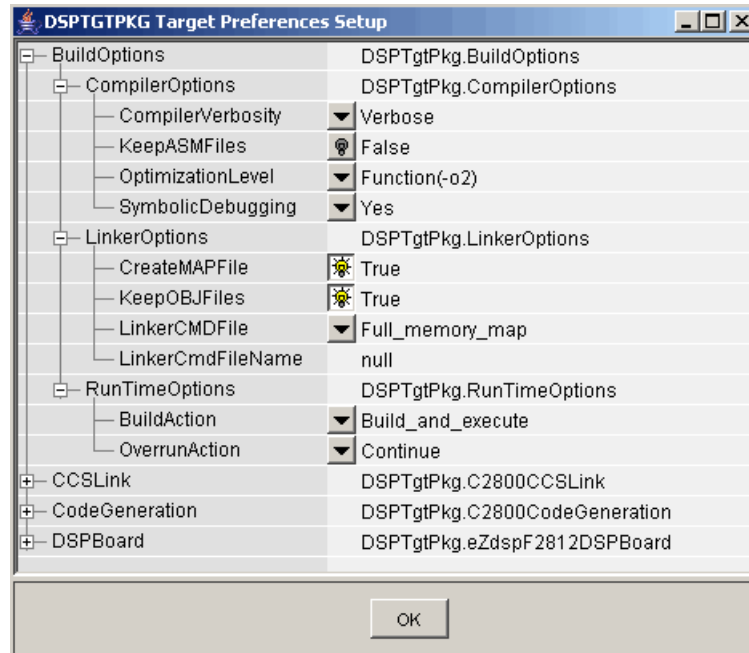 DSPTGTPKG Target Preferences Setup
BuildOptions DSPTgtPkg.BuildOptions
CompilerOptions DSPTgtPkg.CompilerOptions
CompilerVerbosity Verbose
KeepASMFiles False
OptimizationLevel Function(-o2)
SymbolicDebugging Yes
LinkerOptions DSPTgtPkg.LinkerOptions
CreateMAPFile True
KeepOBJFiles True
LinkerCMDFile Full_memory_map
LinkerCmdFileName null
RunTimeOptions DSPTgtPkg.RunTimeOptions
BuildAction Build_and_execute
OverrunAction Continue
CCSLink DSPTgtPkg.C2800CCSLink
CodeGeneration DSPTgtPkg.C2800CodeGeneration
DSPBoard DSPTgtPkg.eZdspF2812DSPBoard
OK